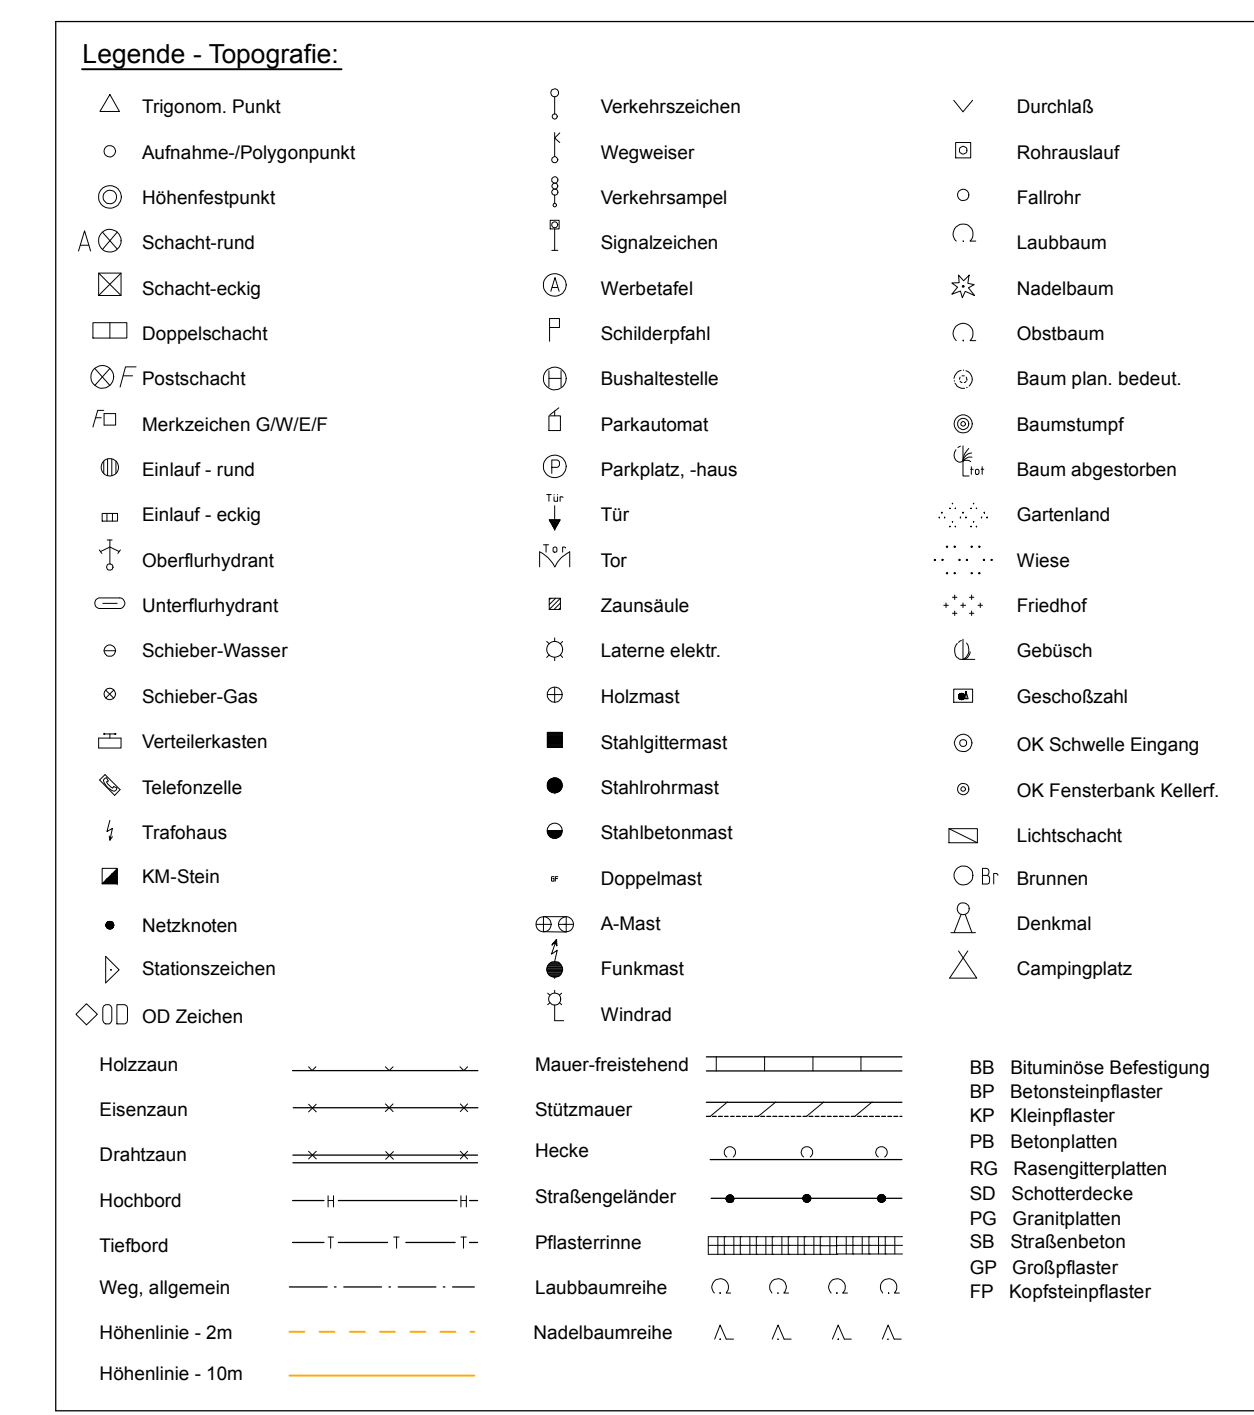 Legende - Topografie:
Trigonom. Punkt
Aufnahme-/Polygonpunkt
Höhenfestpunkt
A Schacht-rund
Schacht-eckig
Doppelschacht
F Postschacht
F Merkzeichen G/W/E/F
Einlauf - rund
Einlauf - eckig
Oberflurhydrant
Unterflurhydrant
Schieber-Wasser
Schieber-Gas
Verteilerkasten
Telefonzelle
Trafohaus
KM-Stein
Netzknoten
Stationszeichen
OD OD Zeichen
Verkehrszeichen
Wegweiser
Verkehrsampel
Signalzeichen
A Werbetafel
Schilderpfahl
H Bushaltestelle
Parkautomat
P Parkplatz, -haus
Tür
Tür
Tor
Tor
Zaunsäule
Laterne elektr.
Holzmast
Stahlgittermast
Stahlrohrmast
Stahlbetonmast
GF Doppelmast
A-Mast
Funkmast
Windrad
Durchlaß
Rohrauslauf
Fallrohr
Laubbaum
Nadelbaum
Obstbaum
Baum plan. bedeut.
Baumstumpf
tot Baum abgestorben
Gartenland
Wiese
Friedhof
Gebüsch
Geschoßzahl
OK Schwelle Eingang
OK Fensterbank Kellerf.
Lichtschacht
Br Brunnen
Denkmal
Campingplatz
Holzzaun
Eisenzaun
Drahtzaun
Hochbord H H
Tiefbord T T T
Weg, allgemein
Höhenlinie - 2m
Höhenlinie - 10m
Mauer-freistehend
Stützmauer
Hecke
Straßengeländer
Pflasterrinne
Laubbaumreihe
Nadelbaumreihe
BB Bituminöse Befestigung
BP Betonsteinpflaster
KP Kleinpflaster
PB Betonplatten
RG Rasengitterplatten
SD Schotterdecke
PG Granitplatten
SB Straßenbeton
GP Großpflaster
FP Kopfsteinpflaster